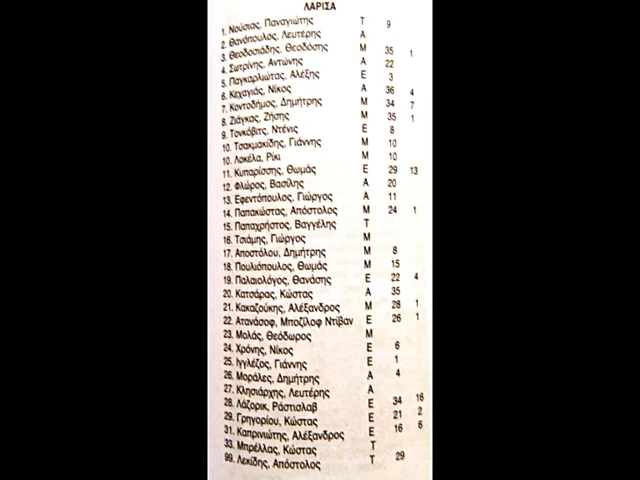 ΛΑΡΙΣΑ
1. Νούσιας, Παναγιώτης Τ 9
2. Θανόπουλος, Λευτέρης Α
3. Θεοδοσιάδης, Θεοδόσης Μ 35 1
4. Σωτρίνης, Αντώνης Α 22
5. Παγκαρλιώτας, Αλέξης Ε 3
6. Κεχαγιάς, Νίκος Α 36 4
7. Κοντοδήμος, Δημήτρης Μ 34 7
8. Ζιάγκας, Ζήσης Μ 35 1
9. Τονκόβιτς, Ντένις Ε 8
10. Τσακμακίδης, Γιάννης Μ 10
10. Λοκέλα, Ρίκι Μ 10
11. Κυπαρίσσης, Θωμάς Ε 29 13
12. Φλώρος, Βασίλης Α 20
13. Εφεντόπουλος, Γιώργος Α 11
14. Παπακώστας, Απόστολος Μ 24 1
15. Παπαχρήστος, Βαγγέλης Τ
16. Τσιάμης, Γιώργος Μ
17. Αποστόλου, Δημήτρης Μ 8
18. Πουλιόπουλος, Θωμάς Μ 15
19. Παλαιολόγος, Θανάσης Ε 22 4
20. Κατσάρας, Κώστας Α 35
21. Κακαζούκης, Αλέξανδρος Μ 28 1
22. Ατανάσοφ, Μποζίλοφ Ντίβαν Ε 26 1
23. Μολάς, Θεόδωρος Μ
24. Χρόνης, Νίκος Ε 6
25. Ιγγλέζος, Γιάννης Ε 1
26. Μοράλες, Δημήτρης Α 4
27. Κλησιάρχης, Λευτέρης Α
28. Λάζορικ, Ράστισλαβ Ε 34 16
29. Γρηγορίου, Κώστας Ε 21 2
31. Καπρινιώτης, Αλέξανδρος Ε 16 6
33. Μπρέλλας, Κώστας Τ
99. Λεκίδης, Απόστολος Τ 29